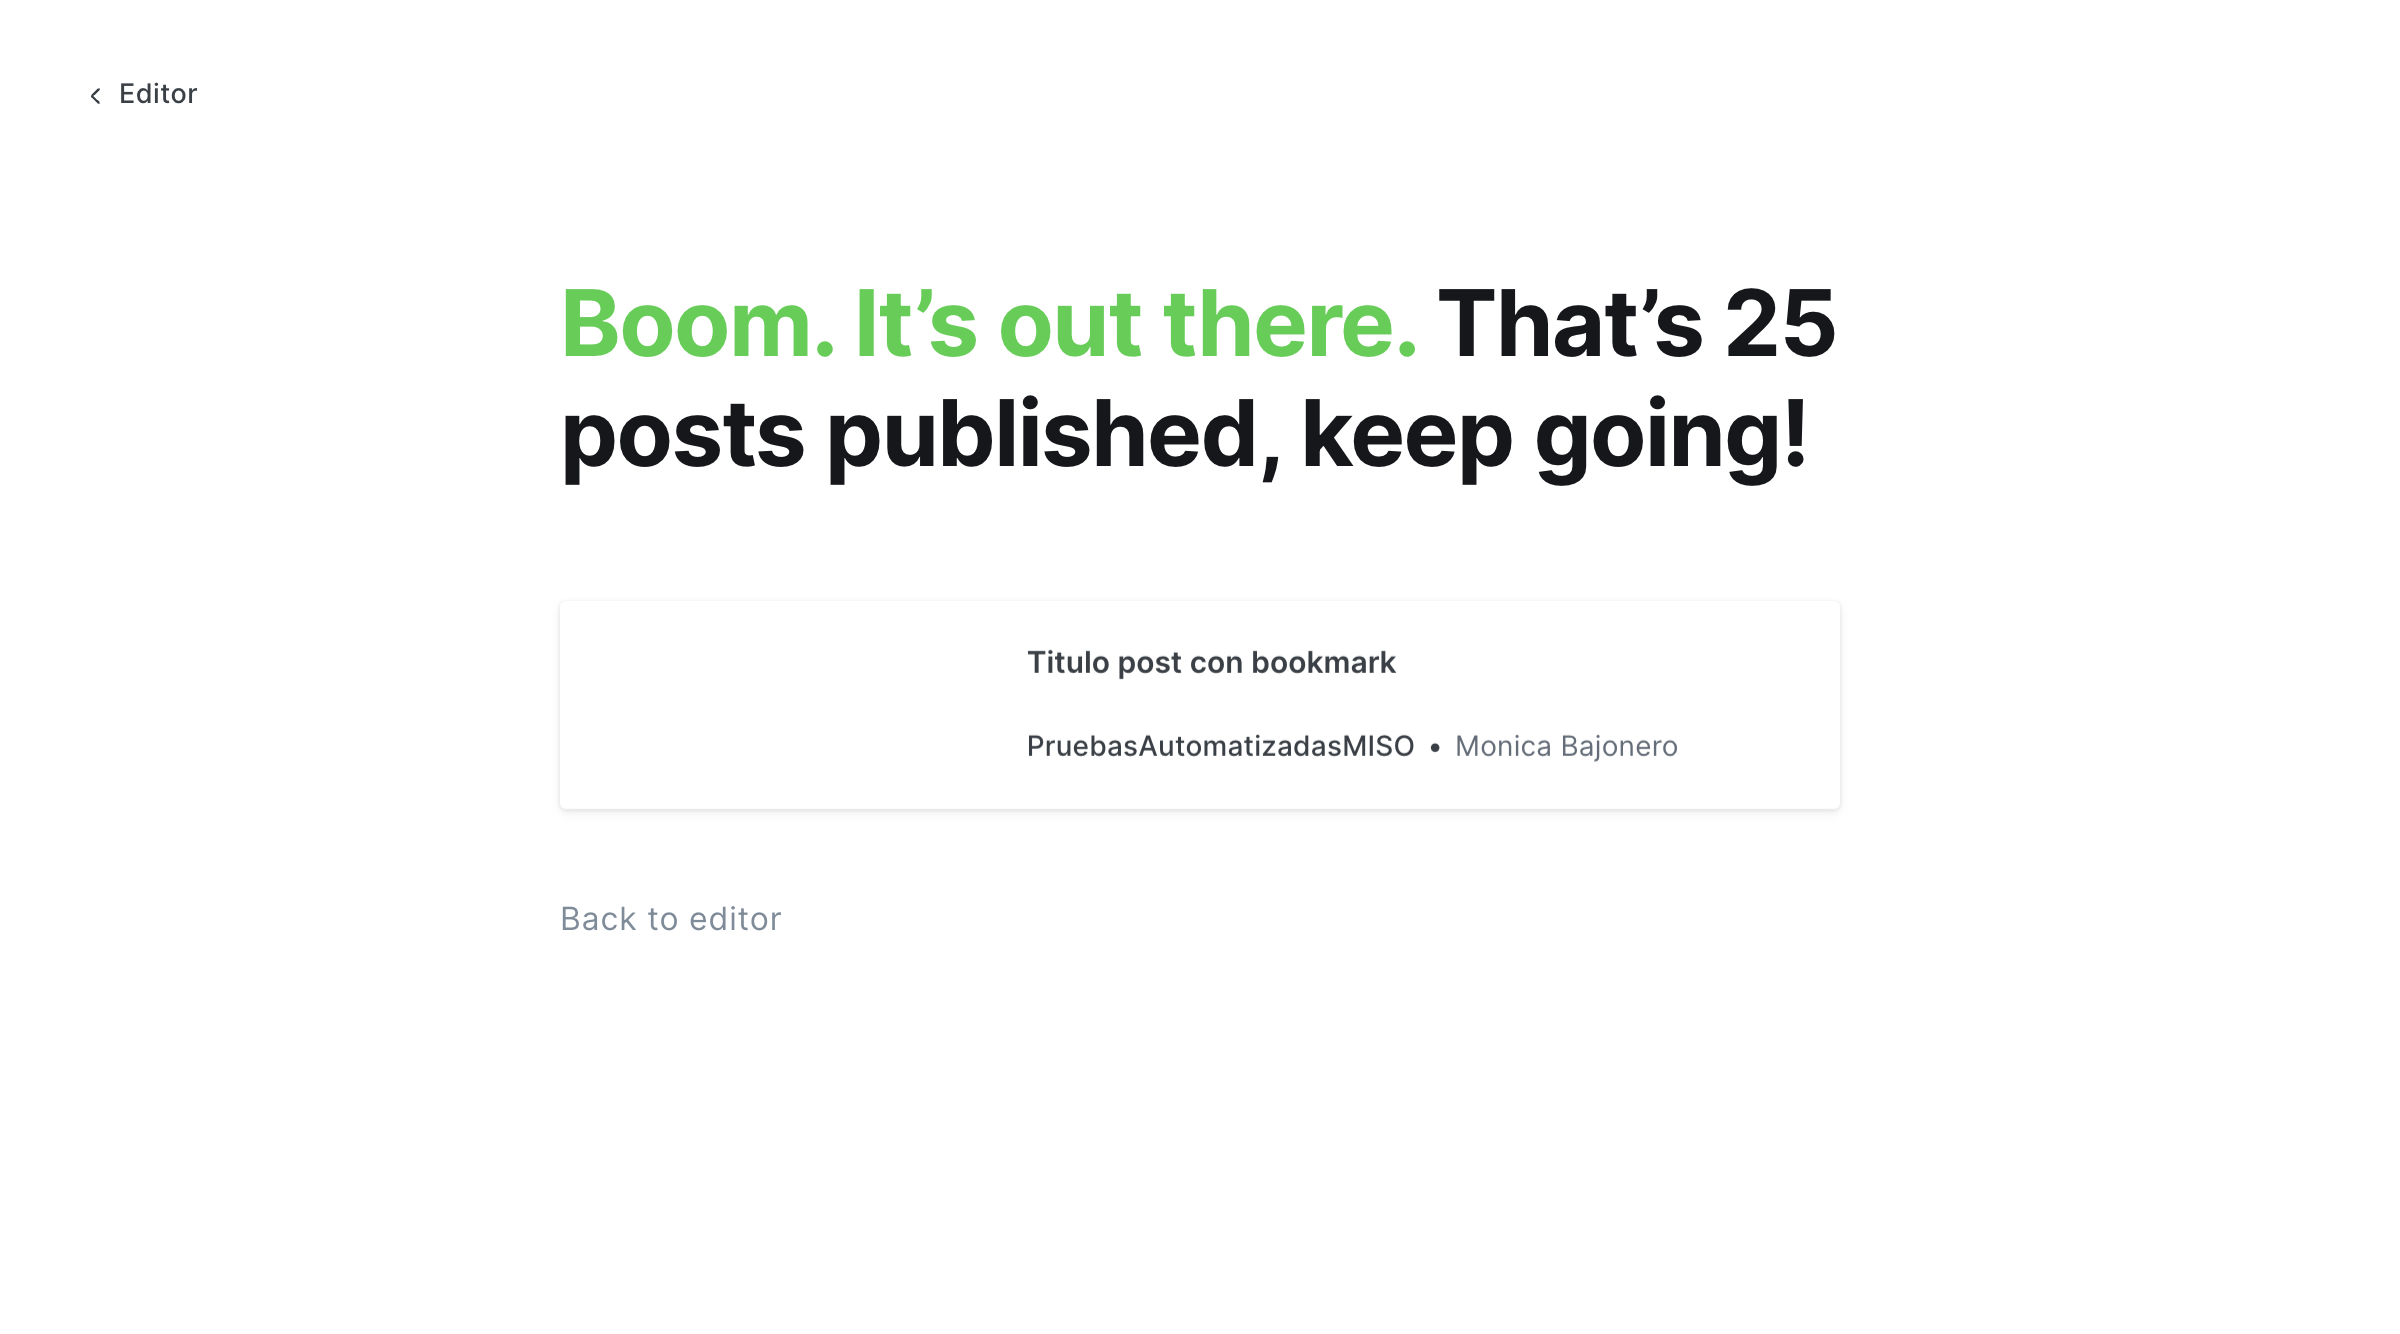 Editor
Boom. It’s out there. That’s 25
posts published, keep going!
Titulo post con bookmark
PruebasAutomatizadasMISO • Monica Bajonero
Back to editor